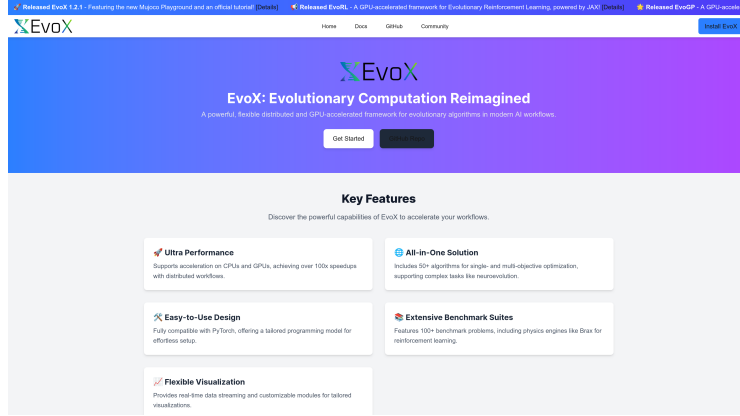 🚀 Released EvoX 1.2.1 - Featuring the new Mujoco Playground and an official tutorial! [Details] 📢 Released EvoRL - A GPU-accelerated framework for Evolutionary Reinforcement Learning, powered by JAX! [Details] 🌟 Released EvoGP - A GPU-accele
EvoX Home Docs GitHub Community Install EvoX
EvoX
EvoX: Evolutionary Computation Reimagined
A powerful, flexible distributed and GPU-accelerated framework for evolutionary algorithms in modern AI workflows.
Get Started
Key Features
Discover the powerful capabilities of EvoX to accelerate your workflows.
🚀 Ultra Performance
Supports acceleration on CPUs and GPUs, achieving over 100x speedups
with distributed workflows.
🌐 All-in-One Solution
Includes 50+ algorithms for single- and multi-objective optimization,
supporting complex tasks like neuroevolution.
🛠️ Easy-to-Use Design
Fully compatible with PyTorch, offering a tailored programming model for
effortless setup.
📚 Extensive Benchmark Suites
Features 100+ benchmark problems, including physics engines like Brax for
reinforcement learning.
📈 Flexible Visualization
Provides real-time data streaming and customizable modules for tailored
visualizations.